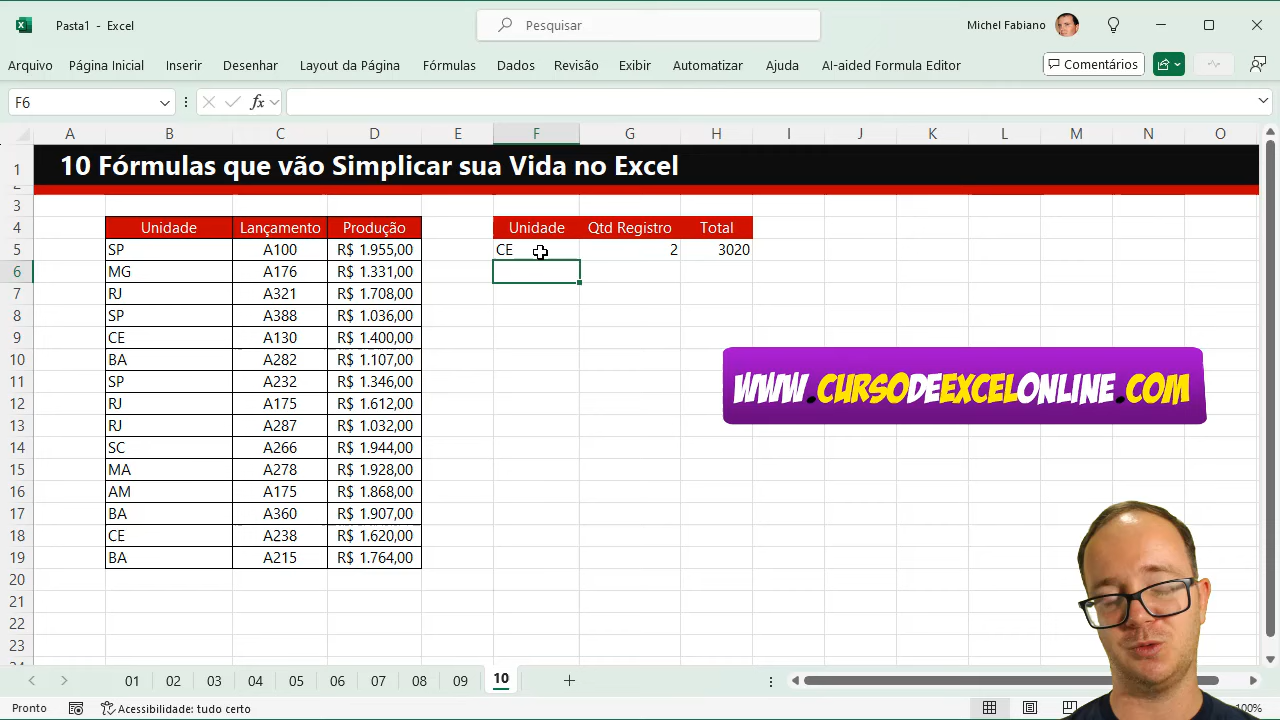 Pasta1 - Excel
Pesquisar
Michel Fabiano
Arquivo Página Inicial Inserir Desenhar Layout da Página Fórmulas Dados Revisão Exibir Automatizar Ajuda AI-aided Formula Editor Comentários
F6 fx
A B C D E F G H I J K L M N O
1 10 Fórmulas que vão Simplicar sua Vida no Excel
3
4 Unidade Lançamento Produção Unidade Qtd Registro Total
5 SP A100 R$ 1.955,00 CE 2 3020
6 MG A176 R$ 1.331,00
7 RJ A321 R$ 1.708,00
8 SP A388 R$ 1.036,00
9 CE A130 R$ 1.400,00
10 BA A282 R$ 1.107,00
11 SP A232 R$ 1.346,00
12 RJ A175 R$ 1.612,00
13 RJ A287 R$ 1.032,00
14 SC A266 R$ 1.944,00
15 MA A278 R$ 1.928,00
16 AM A175 R$ 1.868,00
17 BA A360 R$ 1.907,00
18 CE A238 R$ 1.620,00
19 BA A215 R$ 1.764,00
20
21
22
23
WWW.CURSODEEXCELONLINE.COM
01 02 03 04 05 06 07 08 09 10
Pronto Acessibilidade: tudo certo 100%